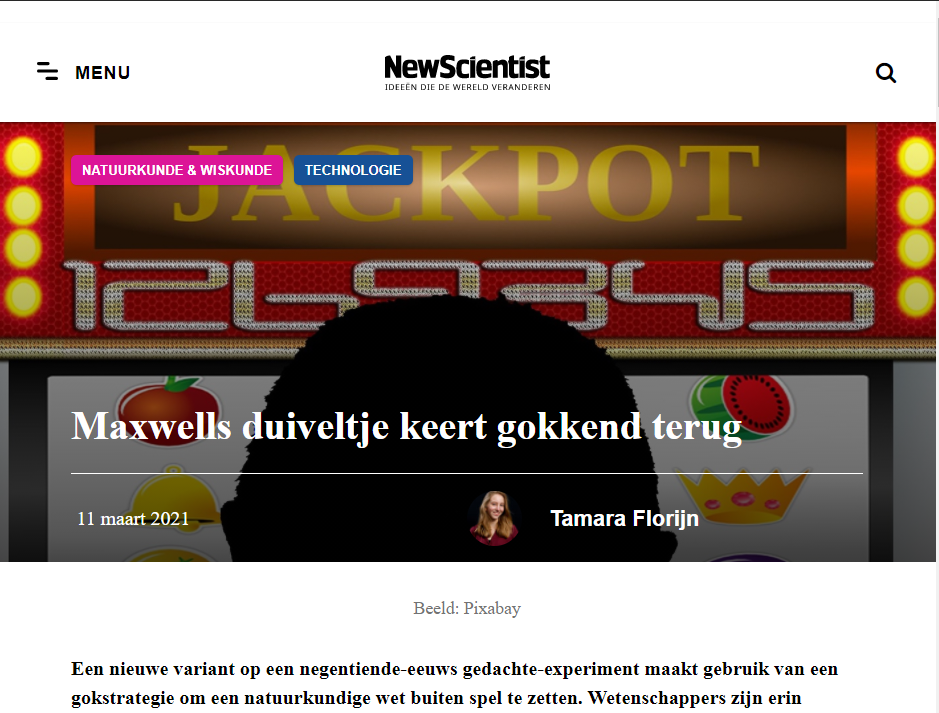 MENU
NewScientist
IDEEËN DIE DE WERELD VERANDEREN
JACKPOT
NATUURKUNDE & WISKUNDE
TECHNOLOGIE
1269345
Maxwells duiveltje keert gokkend terug
11 maart 2021
Tamara Florijn
Beeld: Pixabay
Een nieuwe variant op een negentiende-eeuws gedachte-experiment maakt gebruik van een
gokstrategie om een natuurkundige wet buiten spel te zetten. Wetenschappers zijn erin